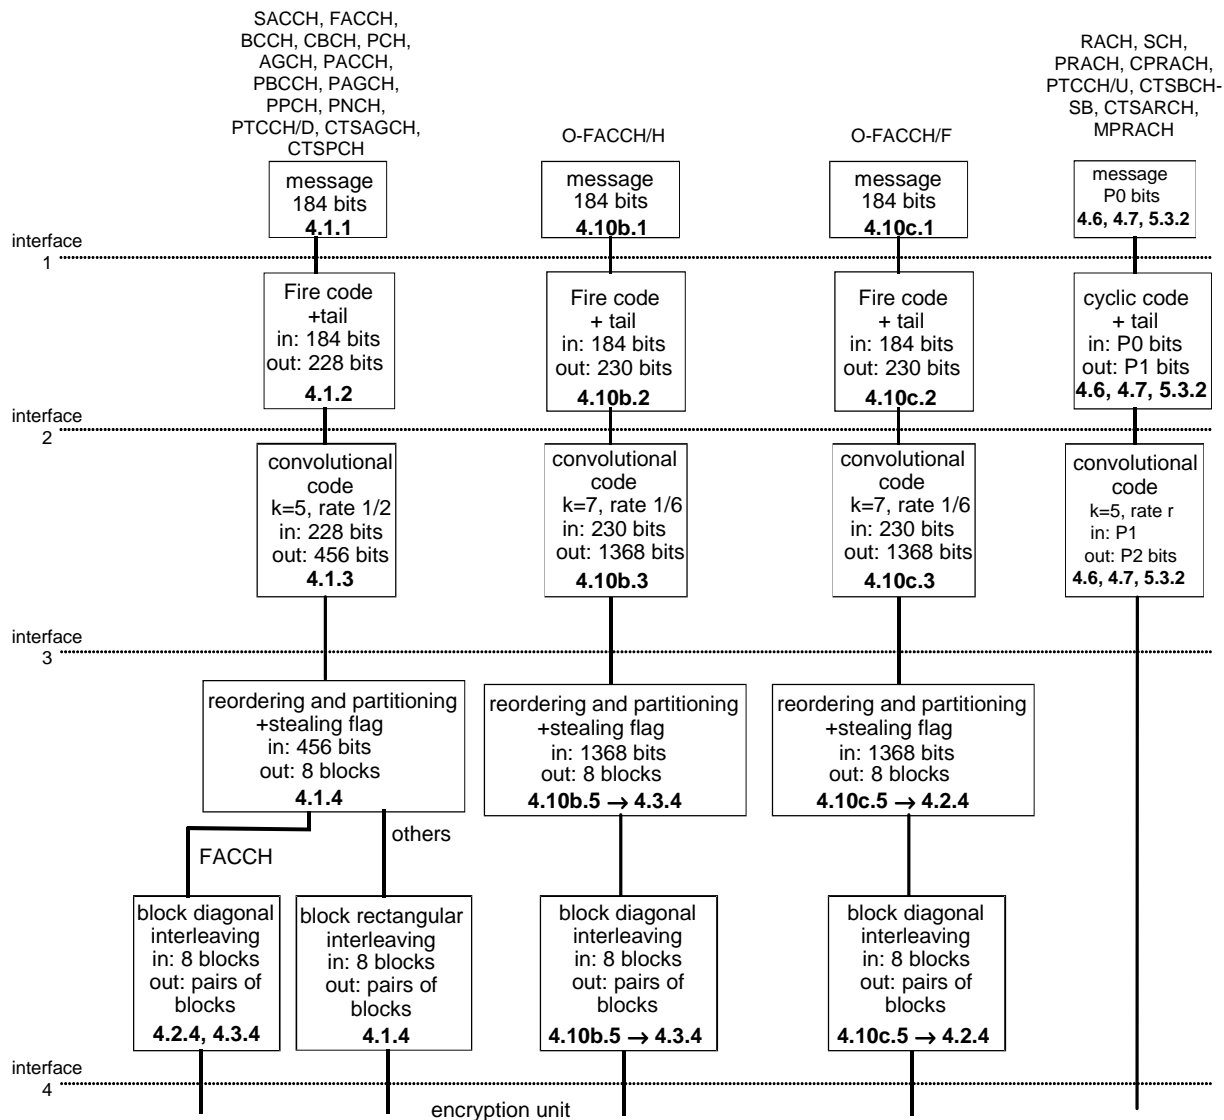 SACCH, FACCH,
BCCH, CBCH, PCH,
AGCH, PACCH,
PBCCH, PAGCH,
PPCH, PNCH,
PTCCH/D, CTSAGCH,
CTSPCH
O-FACCH/H
O-FACCH/F
RACH, SCH,
PRACH, CPRACH,
PTCCH/U, CTSBCH-
SB, CTSARCH,
MPRACH
message
184 bits
4.1.1
message
184 bits
4.10b.1
message
184 bits
4.10c.1
message
P0 bits
4.6, 4.7, 5.3.2
interface
1
Fire code
+tail
in: 184 bits
out: 228 bits
4.1.2
Fire code
+ tail
in: 184 bits
out: 230 bits
4.10b.2
Fire code
+ tail
in: 184 bits
out: 230 bits
4.10c.2
cyclic code
+ tail
in: P0 bits
out: P1 bits
4.6, 4.7, 5.3.2
interface
2
convolutional
code
k=5, rate 1/2
in: 228 bits
out: 456 bits
4.1.3
convolutional
code
k=7, rate 1/6
in: 230 bits
out: 1368 bits
4.10b.3
convolutional
code
k=7, rate 1/6
in: 230 bits
out: 1368 bits
4.10c.3
convolutional
code
k=5, rate r
in: P1
out: P2 bits
4.6, 4.7, 5.3.2
interface
3
reordering and partitioning
+stealing flag
in: 456 bits
out: 8 blocks
4.1.4
reordering and partitioning
+stealing flag
in: 1368 bits
out: 8 blocks
4.10b.5 → 4.3.4
reordering and partitioning
+stealing flag
in: 1368 bits
out: 8 blocks
4.10c.5 → 4.2.4
FACCH
others
block diagonal
interleaving
in: 8 blocks
out: pairs of
blocks
4.2.4, 4.3.4
block rectangular
interleaving
in: 8 blocks
out: pairs of
blocks
4.1.4
block diagonal
interleaving
in: 8 blocks
out: pairs of
blocks
4.10b.5 → 4.3.4
block diagonal
interleaving
in: 8 blocks
out: pairs of
blocks
4.10c.5 → 4.2.4
interface
4
encryption unit